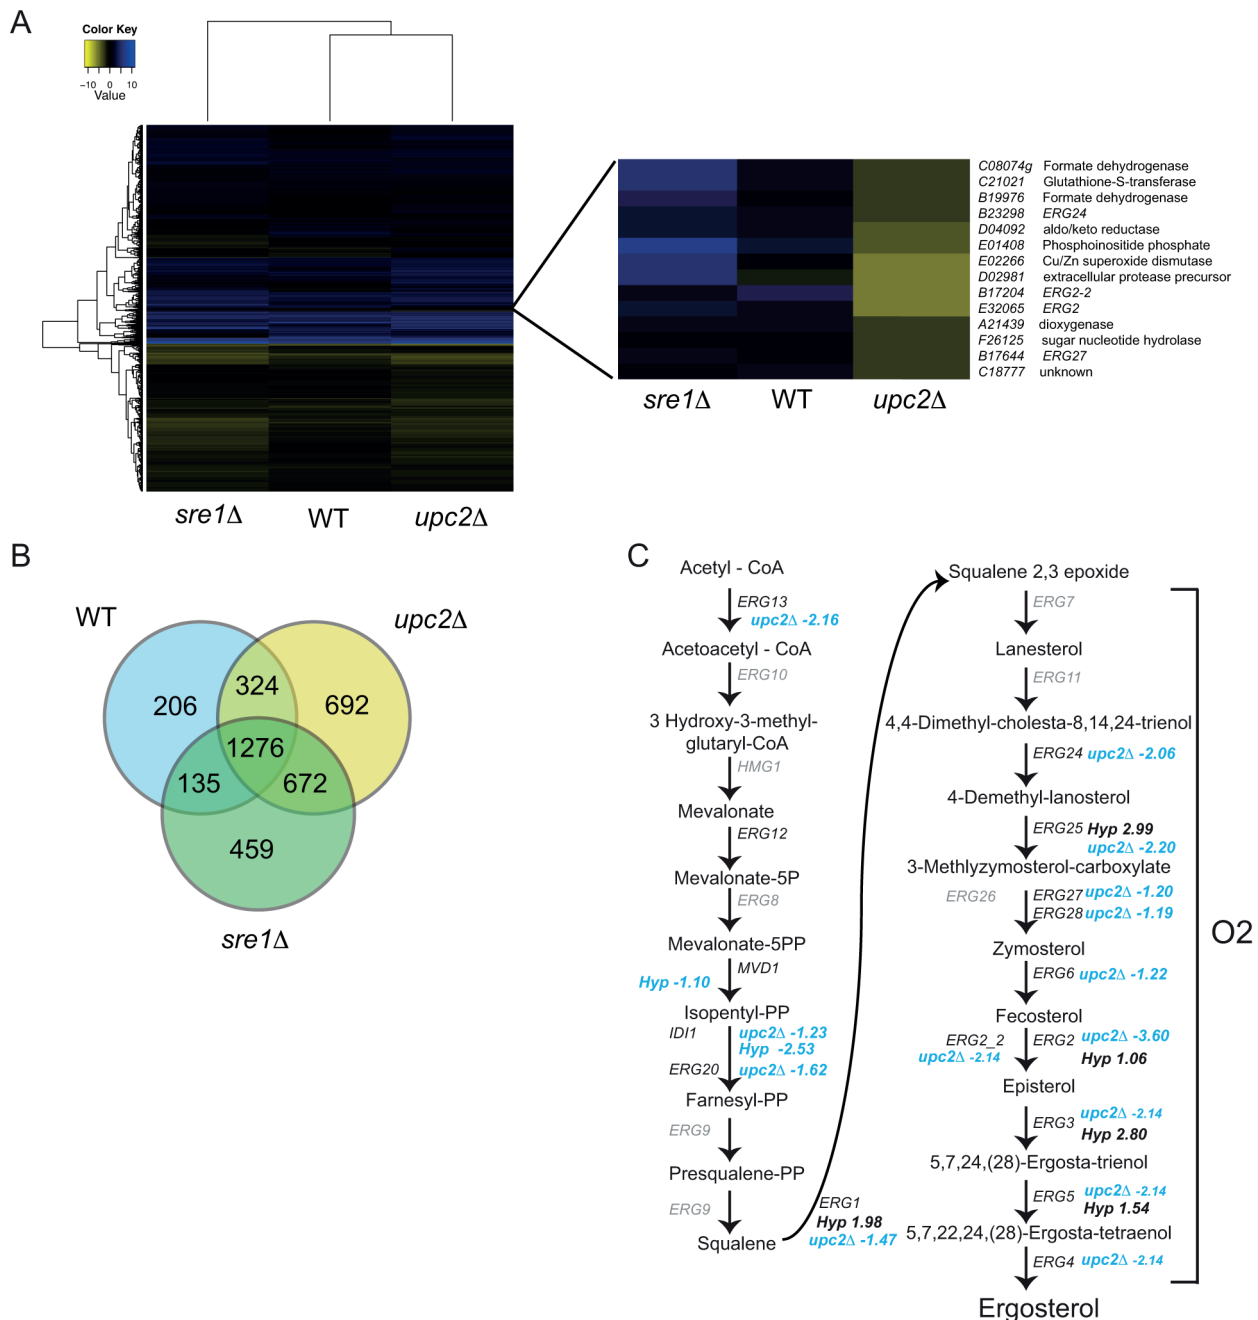 A
Color Key
−10 0 10
Value
C08074g Formate dehydrogenase
C21021 Glutathione-S-transferase
B19976 Formate dehydrogenase
B23298 ERG24
D04092 aldo/keto reductase
E01408 Phosphoinositide phosphate
E02266 Cu/Zn superoxide dismutase
D02981 extracellular protease precursor
B17204 ERG2-2
E32065 ERG2
A21439 dioxygenase
F26125 sugar nucleotide hydrolase
B17644 ERG27
C18777 unknown
sre1Δ WT upc2Δ
sre1Δ WT upc2Δ
B
WT
upc2Δ
206
324
692
1276
135
672
459
sre1Δ
C
Acetyl - CoA
ERG13
upc2Δ -2.16
Acetoacetyl - CoA
ERG10
3 Hydroxy-3-methyl-
glutaryl-CoA
HMG1
Mevalonate
ERG12
Mevalonate-5P
ERG8
Mevalonate-5PP
MVD1
Hyp -1.10
Isopentyl-PP
IDI1 upc2Δ -1.23
Hyp -2.53
ERG20 upc2Δ -1.62
Farnesyl-PP
ERG9
Presqualene-PP
ERG9
Squalene
ERG1
Hyp 1.98
upc2Δ -1.47
Squalene 2,3 epoxide
ERG7
Lanesterol
ERG11
4,4-Dimethyl-cholesta-8,14,24-trienol
ERG24 upc2Δ -2.06
4-Demethyl-lanosterol
ERG25 Hyp 2.99
upc2Δ -2.20
3-Methlyzymosterol-carboxylate
ERG26 ERG27 upc2Δ -1.20
ERG28 upc2Δ -1.19
Zymosterol
ERG6 upc2Δ -1.22
Fecosterol
ERG2_2 ERG2 upc2Δ -3.60
upc2Δ -2.14 Hyp 1.06
Episterol
ERG3 upc2Δ -2.14
Hyp 2.80
5,7,24,(28)-Ergosta-trienol
ERG5 upc2Δ -2.14
Hyp 1.54
5,7,22,24,(28)-Ergosta-tetraenol
ERG4 upc2Δ -2.14
Ergosterol
O2